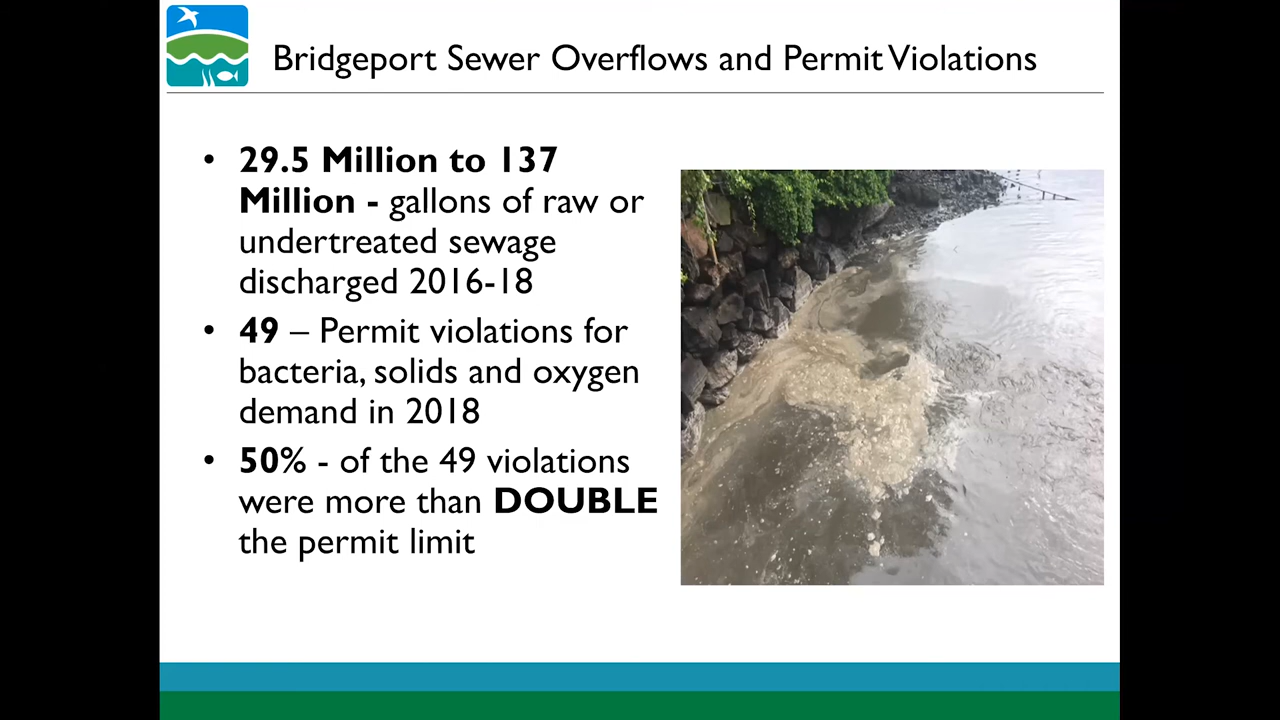 Bridgeport Sewer Overflows and Permit Violations
• 29.5 Million to 137
Million - gallons of raw or
undertreated sewage
discharged 2016-18
• 49 – Permit violations for
bacteria, solids and oxygen
demand in 2018
• 50% - of the 49 violations
were more than DOUBLE
the permit limit